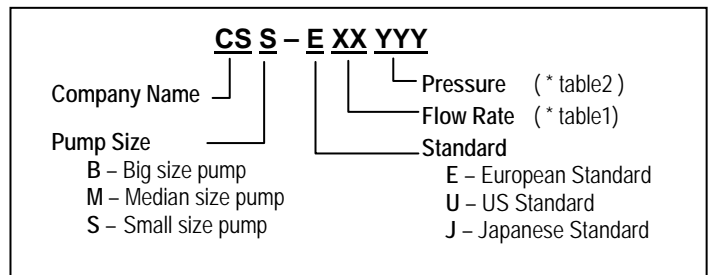 CS S – E XX YYY
Company Name
Pump Size
B – Big size pump
M – Median size pump
S – Small size pump
Pressure ( * table2 )
Flow Rate ( * table1)
Standard
E – European Standard
U – US Standard
J – Japanese Standard